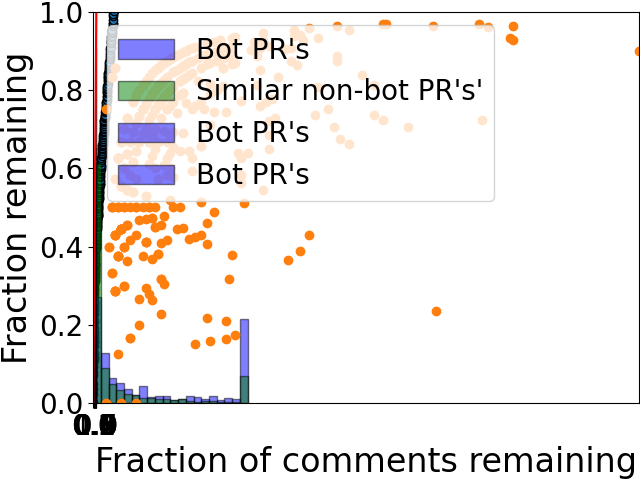 1.0
Bot PR's
Similar non-bot PR's'
0.8
Bot PR's
Bot PR's
0.6
0.4
0.2
0.0
Fraction remaining
Fraction of comments remaining